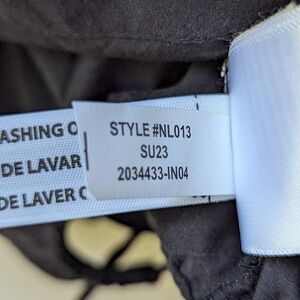 STYLE #NL013
SU23
2034433-IN04
ASHING
DE LAVAR
DE LAVER